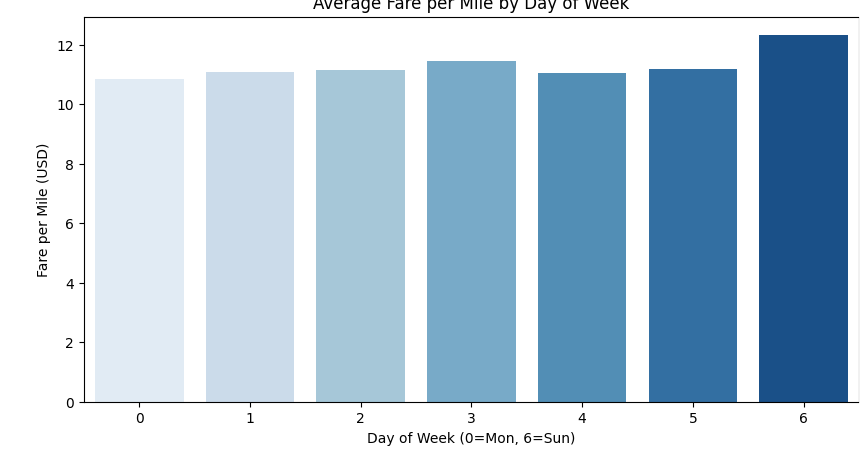 Average Fare per Mile by Day of Week
12
10
8
6
4
2
0
Fare per Mile (USD)
0 1 2 3 4 5 6
Day of Week (0=Mon, 6=Sun)